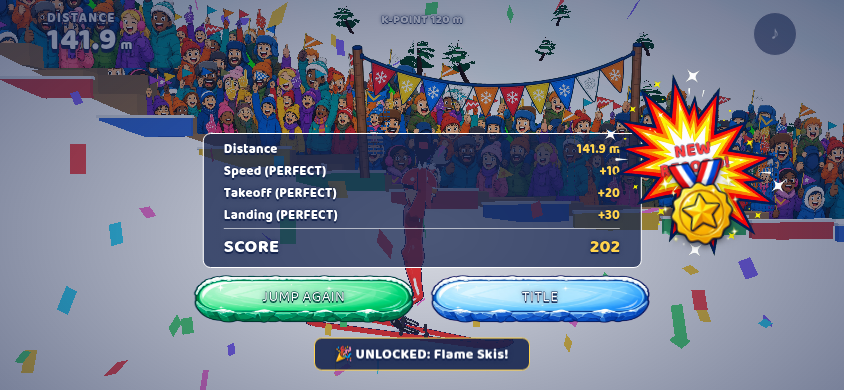 DISTANCE
141.9 m
K-POINT 120 m
Distance 141.9 m
Speed (PERFECT) +10
Takeoff (PERFECT) +20
Landing (PERFECT) +30
SCORE 202
NEW
JUMP AGAIN
TITLE
UNLOCKED: Flame Skis!